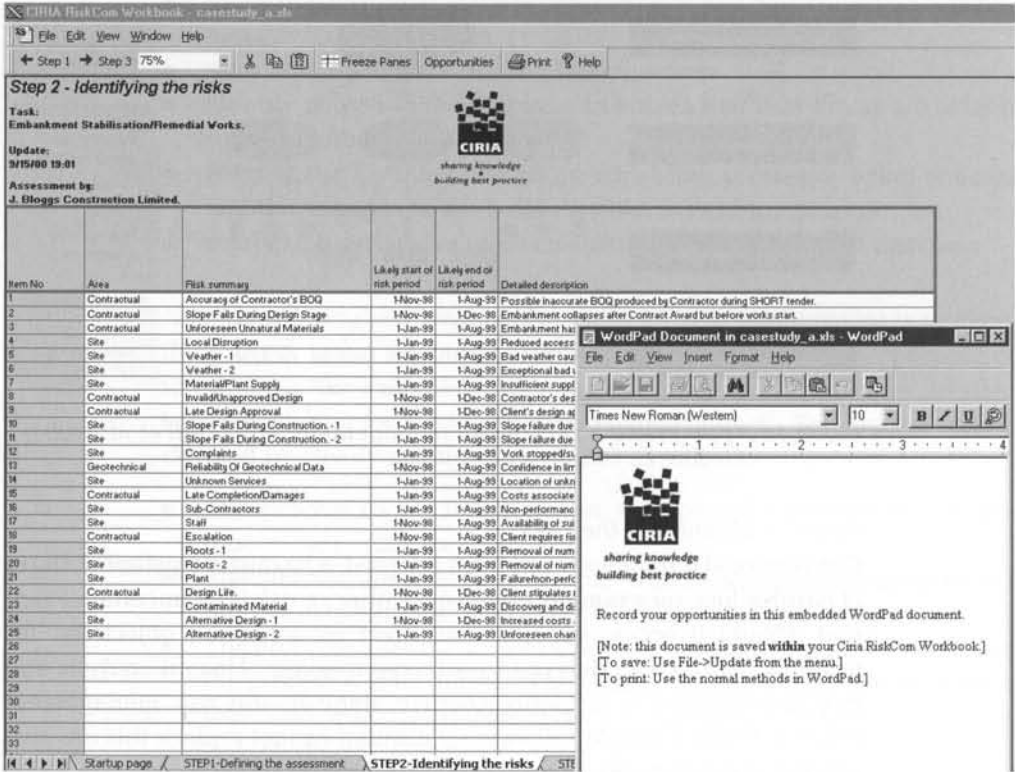 CIRIA RiskCom Workbook - casestudy_a.xls
File Edit View Window Help
Step 1 Step 3 75% Freeze Panes Opportunities Print Help
Step 2 - Identifying the risks
Task:
Embankment Stabilisation/Remedial Works.
Update:
9/15/00 19:01
Assessment by:
J. Bloggs Construction Limited.
CIRIA
sharing knowledge
building best practice
Item No Area Risk summary Likely start of risk period Likely end of risk period Detailed description
1 Contractual Accuracy of Contractor's BOQ 1-Nov-98 1-Aug-99 Possible inaccurate BOQ produced by Contractor during SHORT tender.
2 Contractual Slope Fails During Design Stage 1-Nov-98 1-Dec-98 Embankment collapses after Contract Award but before works start.
3 Contractual Unforeseen Unnatural Materials 1-Jan-99 1-Aug-99 Embankment has
4 Site Local Disruption 1-Jan-99 1-Aug-99 Reduced access
5 Site Weather - 1 1-Jan-99 1-Aug-99 Bad weather cau
6 Site Weather - 2 1-Jan-99 1-Aug-99 Exceptional bad
7 Site Material/Plant Supply 1-Jan-99 1-Aug-99 Insufficient suppl
8 Contractual Invalid/Unapproved Design 1-Nov-98 1-Dec-98 Contractor's des
9 Contractual Late Design Approval 1-Nov-98 1-Dec-98 Client's design ap
10 Site Slope Fails During Construction. - 1 1-Jan-99 1-Aug-99 Slope failure due
11 Site Slope Fails During Construction. - 2 1-Jan-99 1-Aug-99 Slope failure due
12 Site Complaints 1-Jan-99 1-Aug-99 Work stopped/su
13 Geotechnical Reliability Of Geotechnical Data 1-Nov-98 1-Aug-99 Confidence in lim
14 Site Unknown Services 1-Jan-99 1-Aug-99 Location of unkn
15 Contractual Late Completion/Damages 1-Jan-99 1-Aug-99 Costs associate
16 Site Sub-Contractors 1-Jan-99 1-Aug-99 Non-performanc
17 Site Staff 1-Nov-98 1-Aug-99 Availability of sui
18 Contractual Escalation 1-Nov-98 1-Aug-99 Client requires
19 Site Roots - 1 1-Jan-99 1-Aug-99 Removal of num
20 Site Roots - 2 1-Jan-99 1-Aug-99 Removal of num
21 Site Plant 1-Jan-99 1-Aug-99 Failure/non-perfo
22 Contractual Design Life. 1-Nov-98 1-Dec-98 Client stipulates
23 Site Contaminated Material 1-Jan-99 1-Aug-99 Discovery and di
24 Site Alternative Design - 1 1-Nov-98 1-Dec-98 Increased costs
25 Site Alternative Design - 2 1-Jan-99 1-Aug-99 Unforeseen chan
26
27
28
29
30
31
32
33
Startup page STEP1-Defining the assessment STEP2-Identifying the risks STE
WordPad Document in casestudy_a.xls - WordPad
File Edit View Insert Format Help
Times New Roman (Western) 10 B I U
1 2 3 4
CIRIA
sharing knowledge
building best practice
Record your opportunities in this embedded WordPad document.
[Note: this document is saved within your Ciria RiskCom Workbook.]
[To save: Use File->Update from the menu.]
[To print: Use the normal methods in WordPad.]